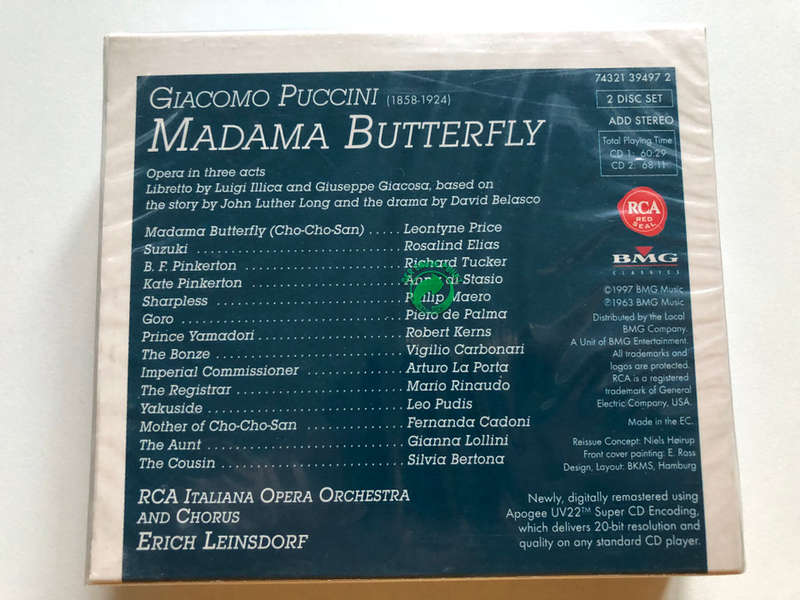 GIACOMO PUCCINI (1858-1924)
MADAMA BUTTERFLY
Opera in three acts
Libretto by Luigi Illica and Giuseppe Giacosa, based on
the story by John Luther Long and the drama by David Belasco
Madama Butterfly (Cho-Cho-San) ..... Leontyne Price
Suzuki ..... Rosalind Elias
B. F. Pinkerton ..... Richard Tucker
Kate Pinkerton ..... Anna di Stasio
Sharpless ..... Philip Maero
Goro ..... Piero de Palma
Prince Yamadori ..... Robert Kerns
The Bonze ..... Virgilio Carbonari
Imperial Commissioner ..... Arturo La Porta
The Registrar ..... Mario Rinaudo
Yakuside ..... Leo Pudis
Mother of Cho-Cho-San ..... Fernanda Cadoni
The Aunt ..... Gianna Lollini
The Cousin ..... Silvia Bertona
RCA ITALIANA OPERA ORCHESTRA
AND CHORUS
ERICH LEINSDORF
74321 39497 2
2 DISC SET
ADD STEREO
Total Playing Time
CD 1: 60:29
CD 2: 68:11
RCA
RED
SEAL
BMG
CLASSICS
©1997 BMG Music
℗1963 BMG Music
Distributed by the Local
BMG Company.
A Unit of BMG Entertainment.
All trademarks and
logos are protected.
RCA is a registered
trademark of General
Electric Company, USA.
Made in the EC.
Reissue Concept: Niels Høirup
Front cover painting: E. Ross
Design, Layout: BKMS, Hamburg
Newly, digitally remastered using
Apogee UV22™ Super CD Encoding,
which delivers 20-bit resolution and
quality on any standard CD player.